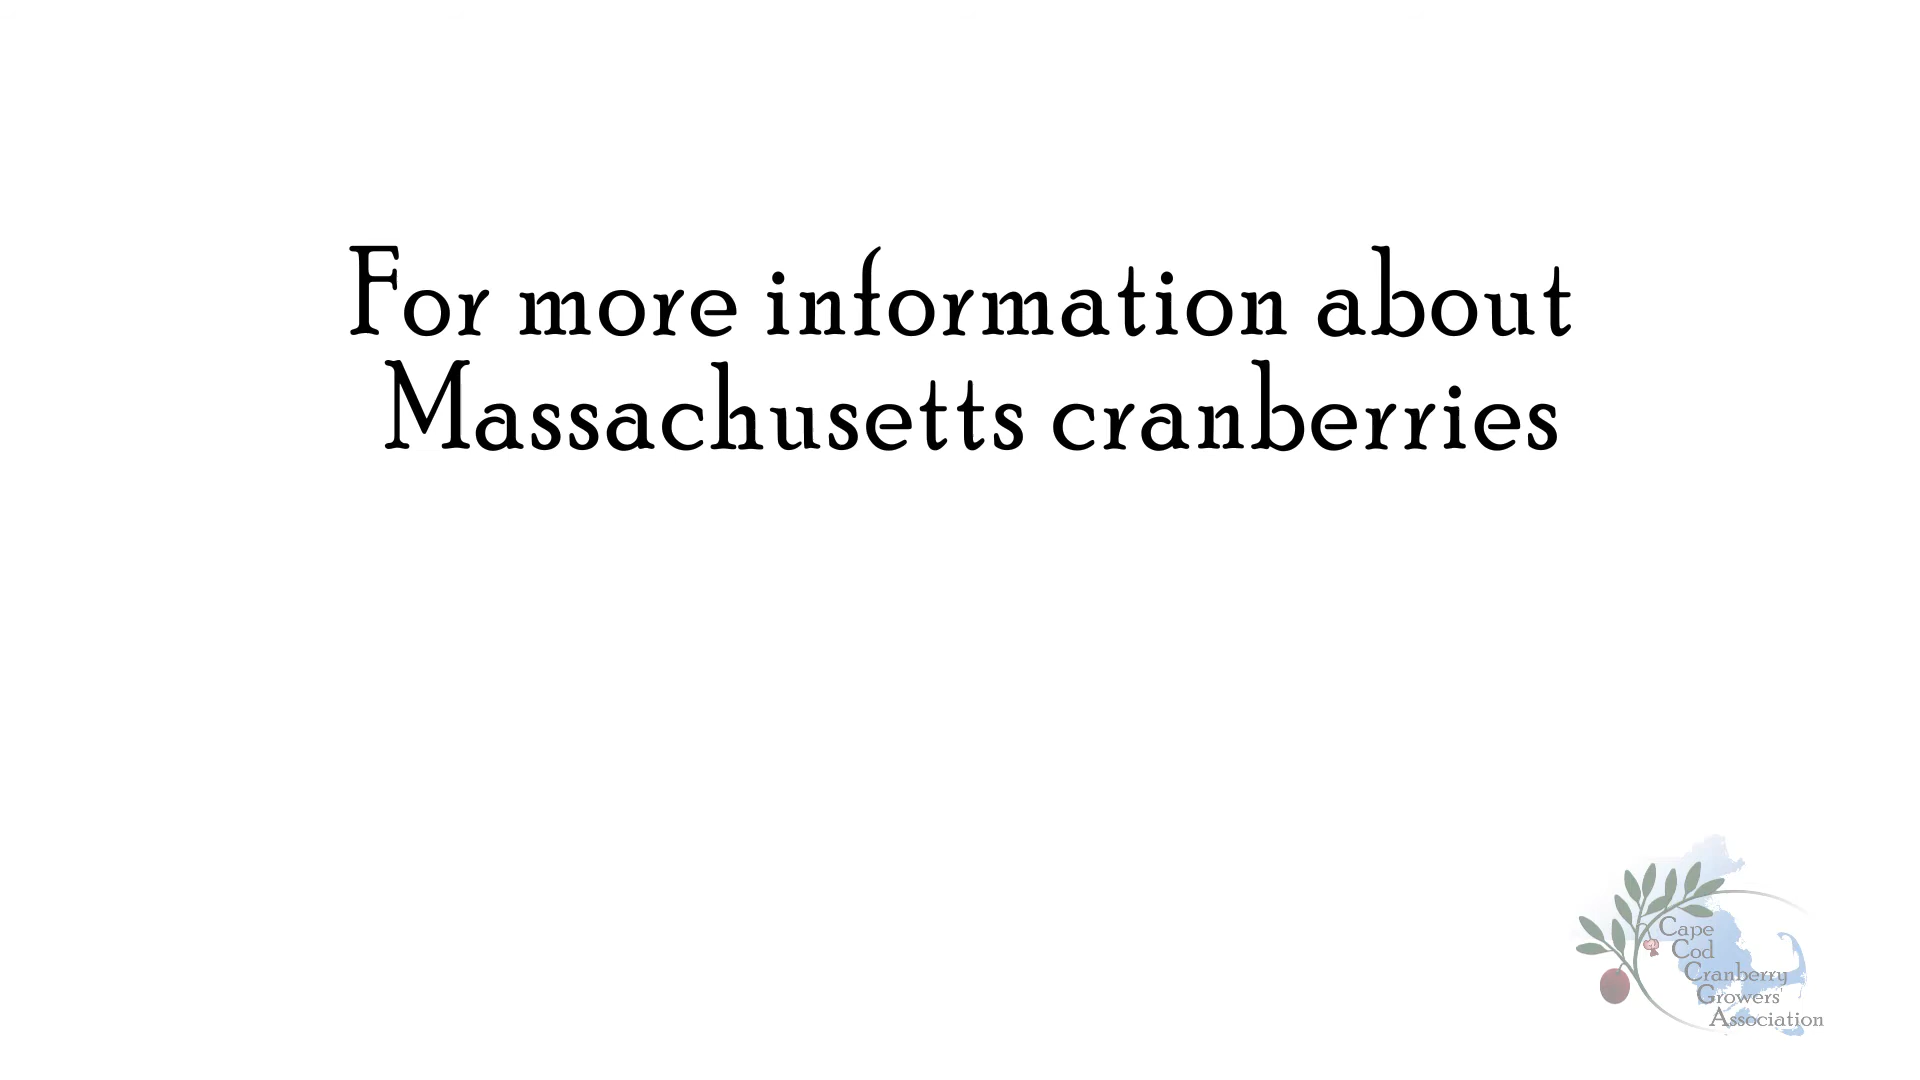 For more information about
Massachusetts cranberries
Cape
Cod
Cranberry
Growers'
Association